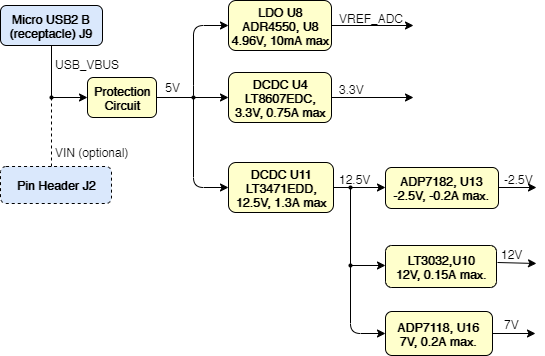 Micro USB2 B
(receptacle) J9
USB_VBUS
Protection
Circuit
5V
VIN (optional)
Pin Header J2
LDO U8
ADR4550, U8
4.96V, 10mA max
VREF_ADC
DCDC U4
LT8607EDC,
3.3V, 0.75A max
3.3V
DCDC U11
LT3471EDD,
12.5V, 1.3A max
12.5V
ADP7182, U13
-2.5V, -0.2A max.
-2.5V
LT3032,U10
12V, 0.15A max.
12V
ADP7118, U16
7V, 0.2A max.
7V